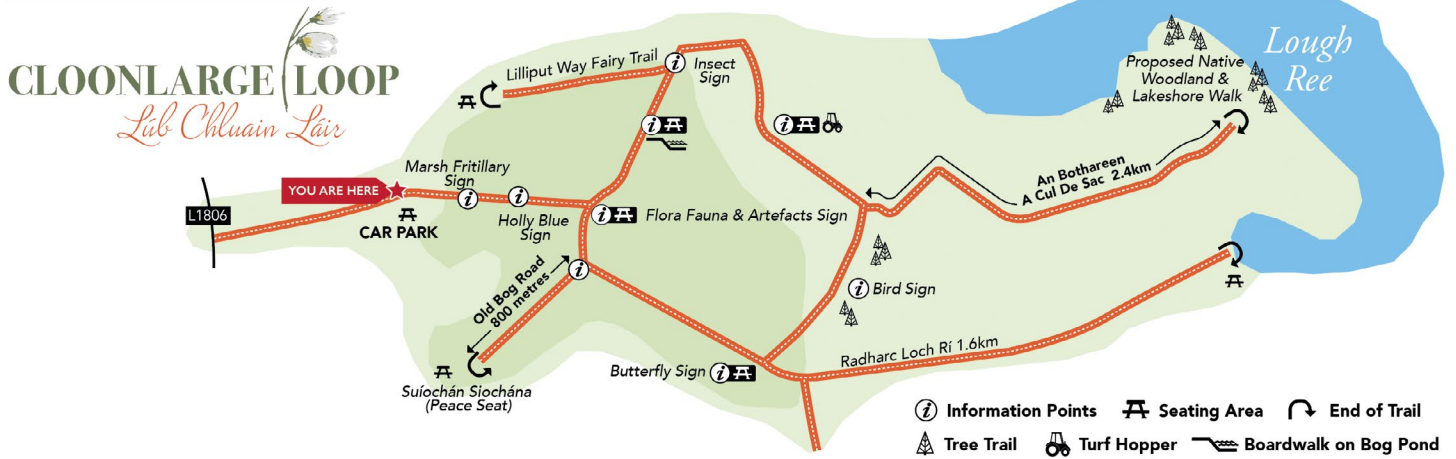 CLOONLARGE LOOP
Lúb Chluain Láir
Lilliput Way Fairy Trail
i
Insect
Sign
Proposed Native
Woodland &
Lakeshore Walk
Lough
Ree
i
i
Marsh Fritillary
Sign
YOU ARE HERE
i
i
Holly Blue
Sign
L1806
CAR PARK
i
Flora Fauna & Artefacts Sign
An Bothareen
A Cul De Sac 2.4km
Old Bog Road
800 metres
i
i
Bird Sign
Radharc Loch Rí 1.6km
Butterfly Sign
i
Suíochán Siochána
(Peace Seat)
i Information Points
Seating Area
End of Trail
Tree Trail
Turf Hopper
Boardwalk on Bog Pond